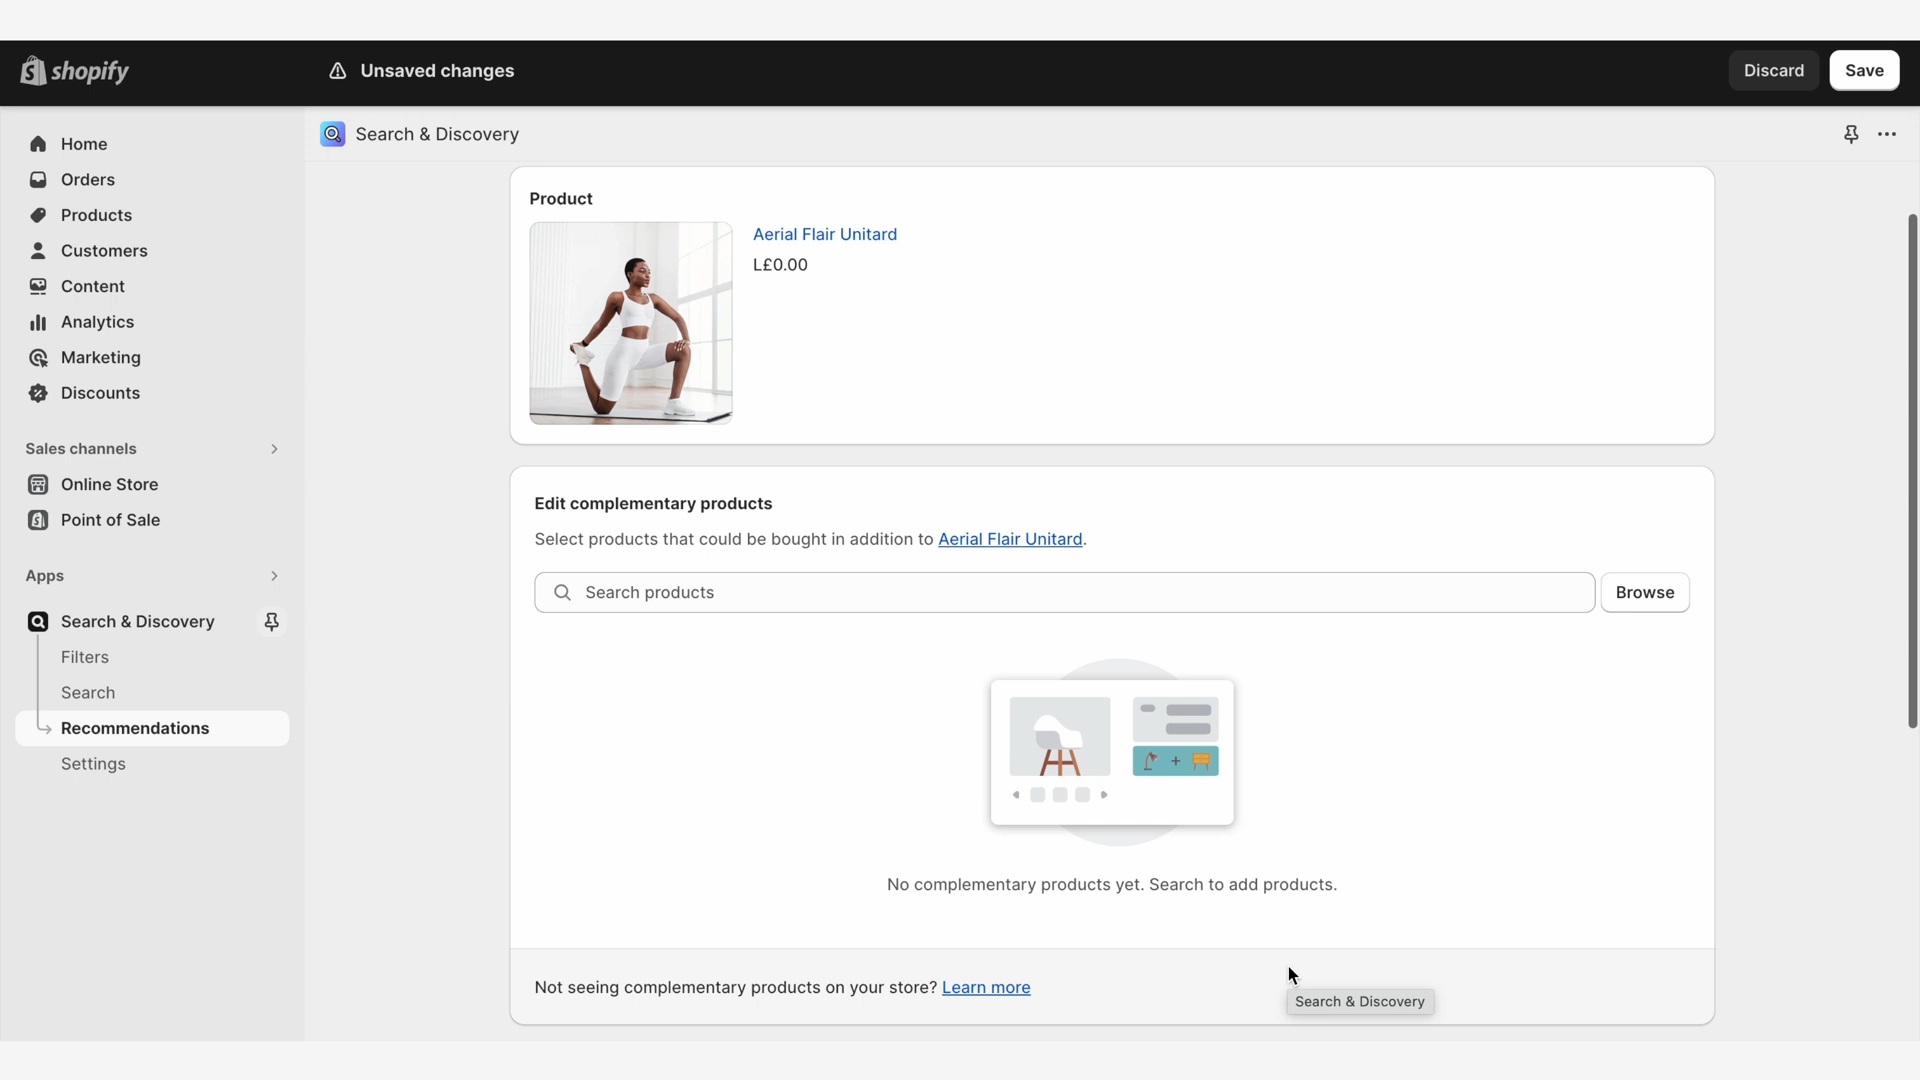 shopify
Unsaved changes
Discard
Save
Home
Orders
Products
Customers
Content
Analytics
Marketing
Discounts
Sales channels
Online Store
Point of Sale
Apps
Search & Discovery
Filters
Search
Recommendations
Settings
Search & Discovery
Product
Aerial Flair Unitard
L£0.00
Edit complementary products
Select products that could be bought in addition to Aerial Flair Unitard.
Search products
Browse
No complementary products yet. Search to add products.
Not seeing complementary products on your store? Learn more
Search & Discovery